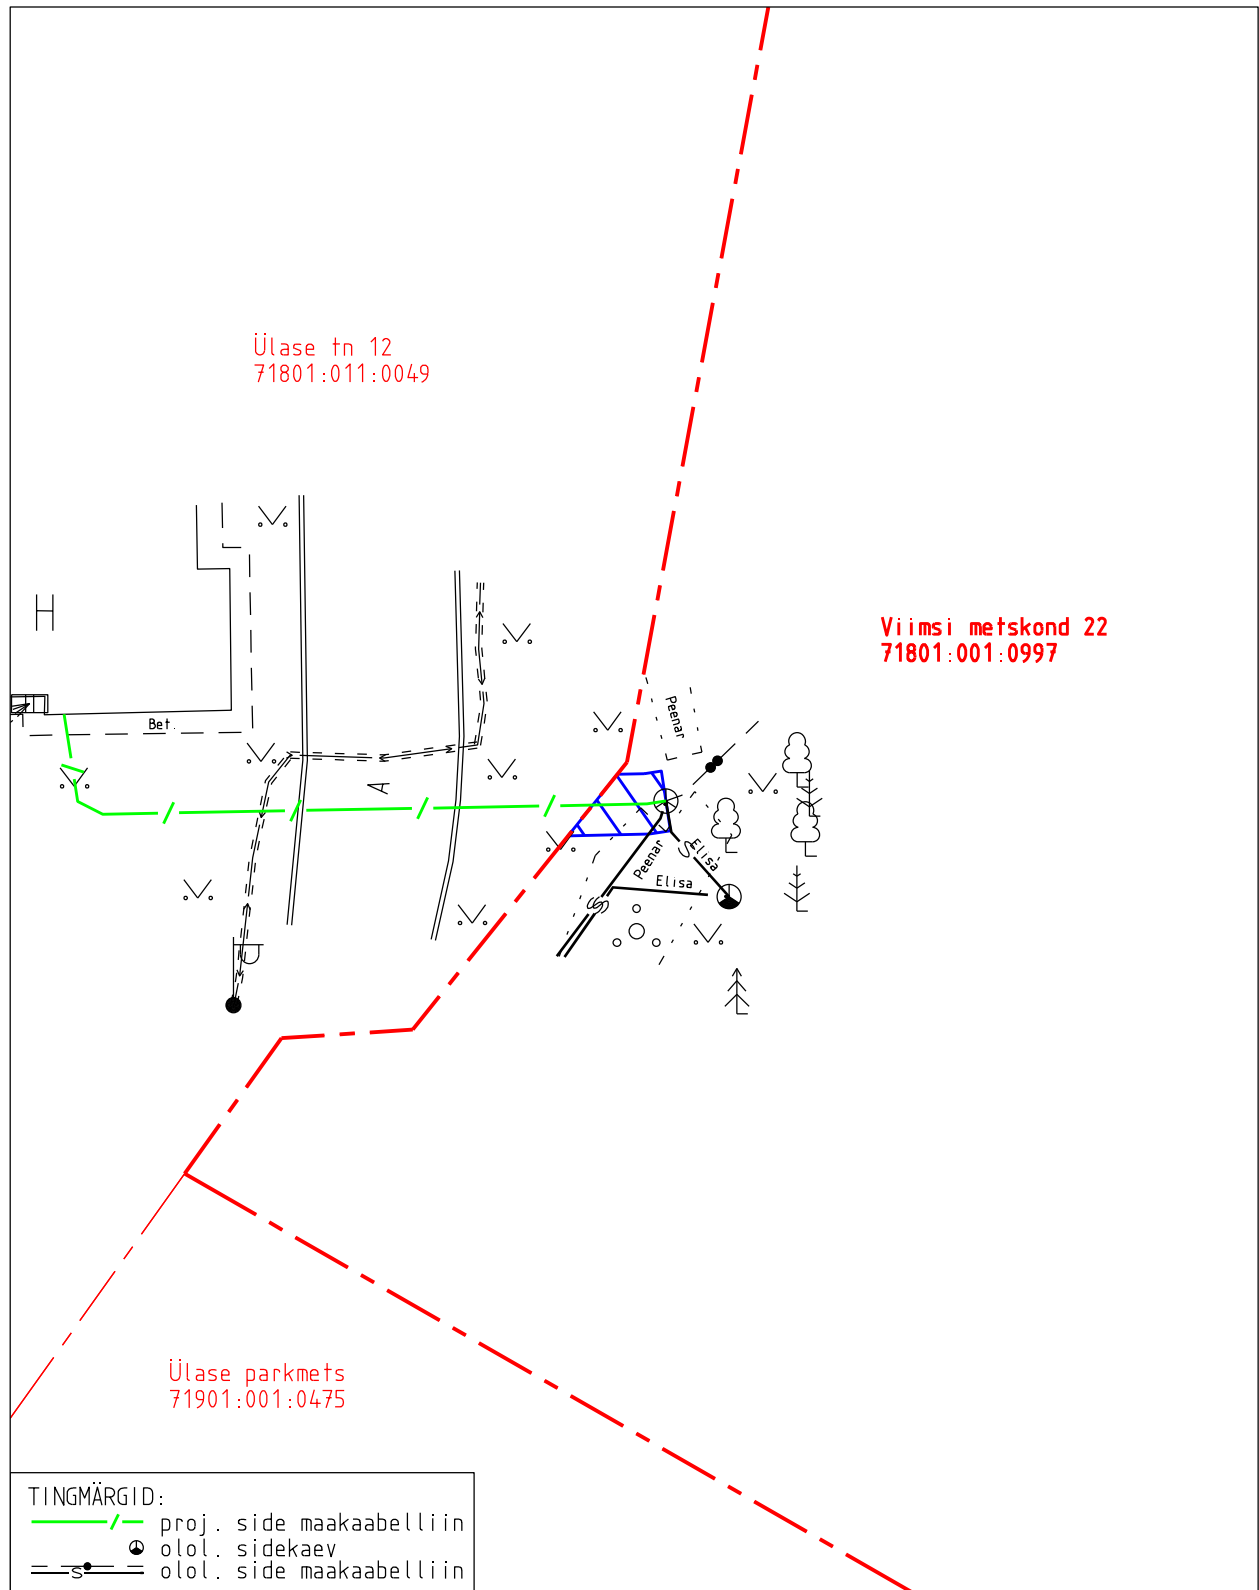 Ülase tn 12
71801:011:0049
H
Viimsi metskond 22
71801:001:0997
Peenar
Bet.
A
S
Elisa
Peenar
Elisa
S
S
Ülase parkmets
71901:001:0475
TINGMÄRGID:
proj. side maakaabelliin
olol. sidekaev
S olol. side maakaabelliin